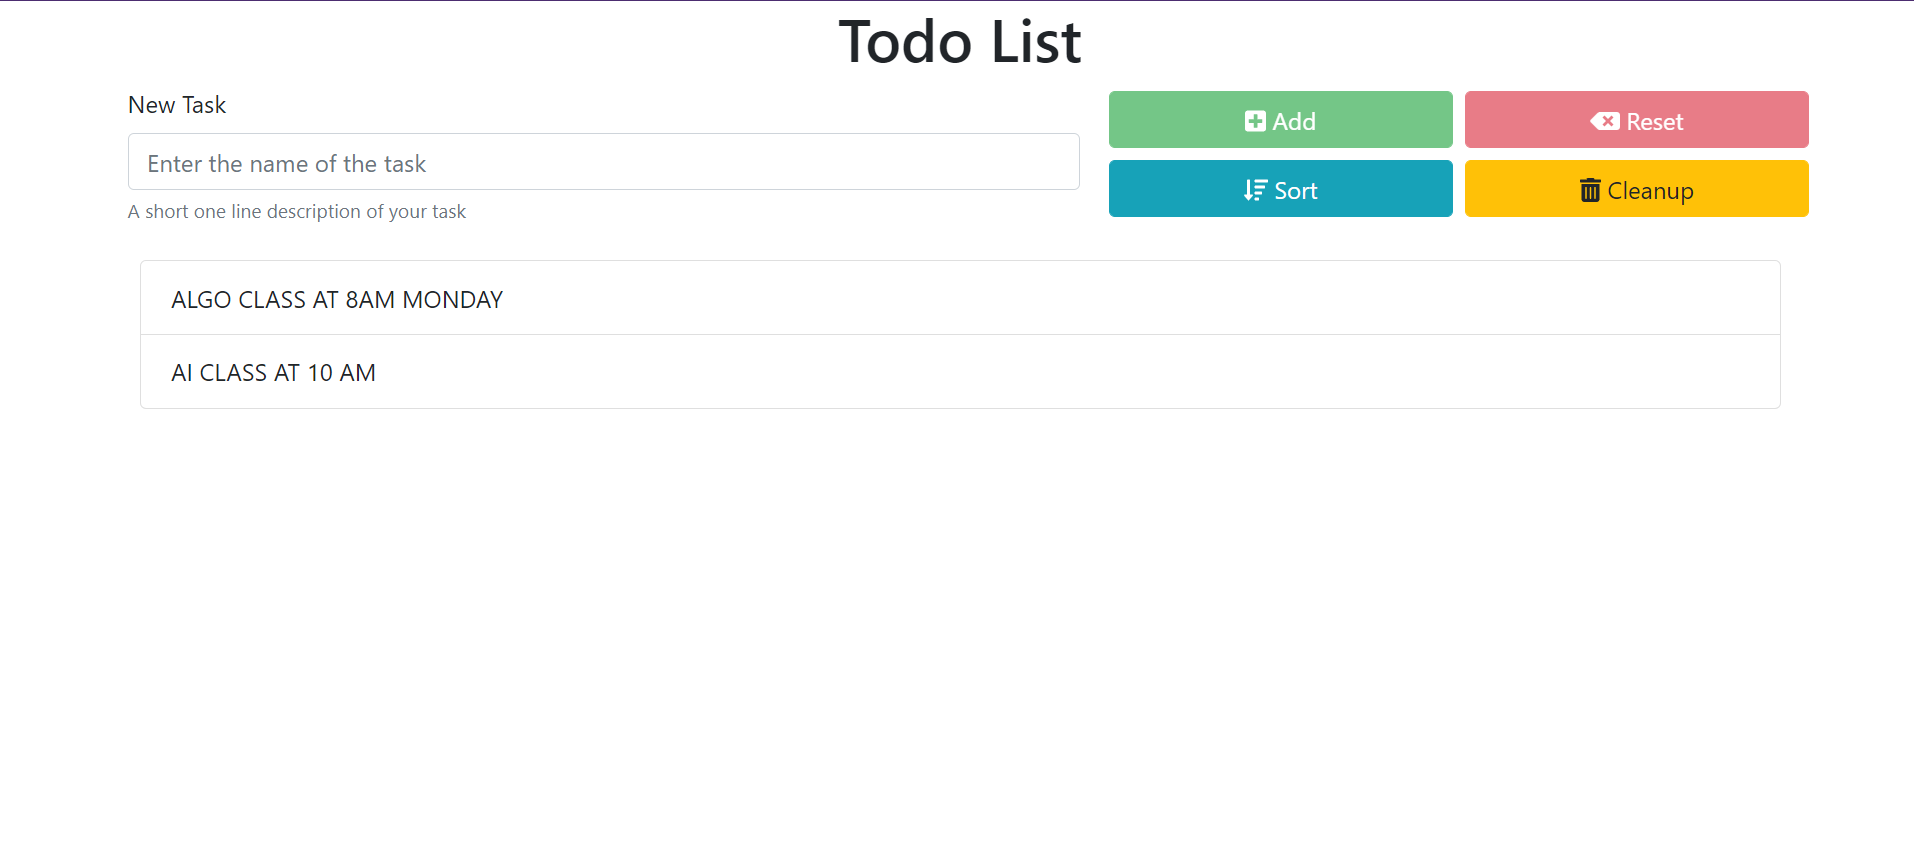 Todo List
New Task
Enter the name of the task
A short one line description of your task
Add
Reset
Sort
Cleanup
ALGO CLASS AT 8AM MONDAY
AI CLASS AT 10 AM